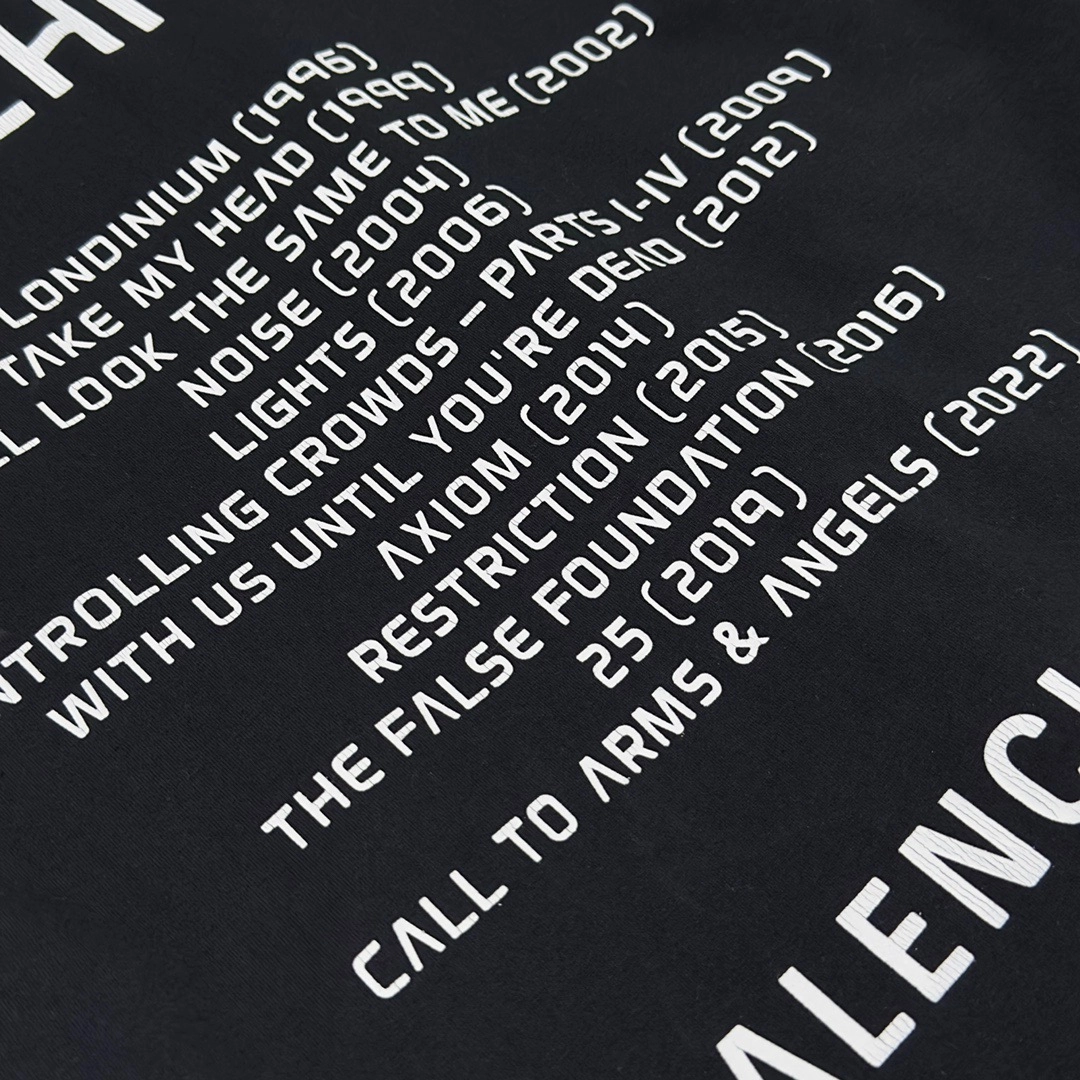 LONDINIUM (1996)
TAKE MY HEAD (1999)
LOOK THE SAME TO ME (2002)
NOISE (2004)
LIGHTS (2006)
NTROLLING CROWDS – PARTS I-IV (2009)
WITH US UNTIL YOU'RE DEAD (2012)
AXIOM (2014)
RESTRICTION (2015)
THE FALSE FOUNDATION (2016)
25 (2019)
CALL TO ARMS & ANGELS (2022)
ALENCI